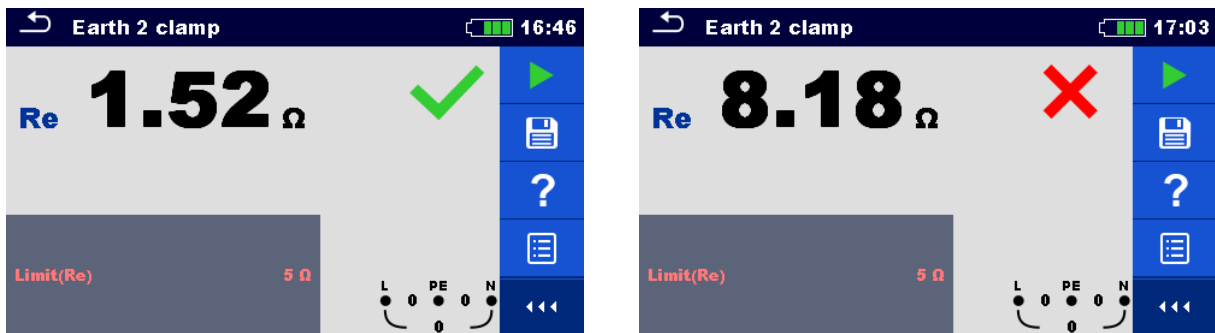 Earth 2 clamp 16:46
Re 1.52 Ω
?
Limit(Re) 5 Ω
L PE N
0 0
0
Earth 2 clamp 17:03
Re 8.18 Ω
?
Limit(Re) 5 Ω
L PE N
0 0
0